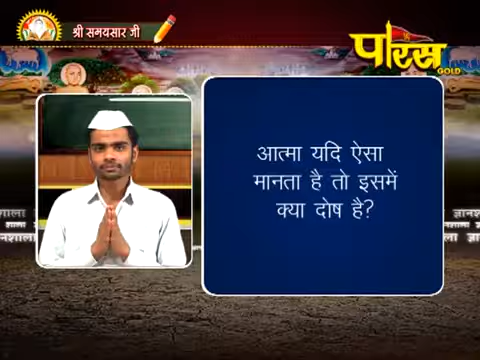 श्री समयसार जी
पारस
GOLD
आत्मा यदि ऐसा
मानता है तो इसमें
क्या दोष है?